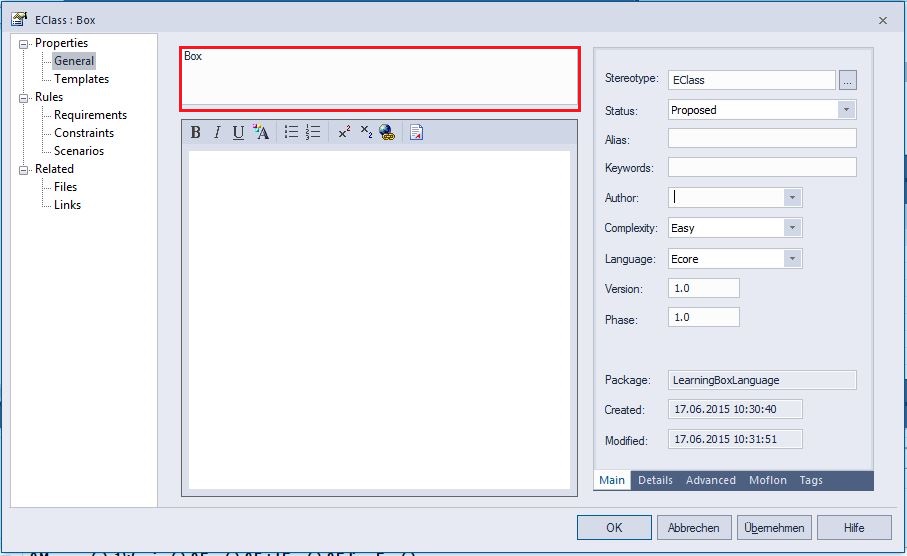 EClass : Box
Properties
General
Templates
Rules
Requirements
Constraints
Scenarios
Related
Files
Links
Box
B I U A x² x₂
Stereotype: EClass ...
Status: Proposed
Alias:
Keywords:
Author:
Complexity: Easy
Language: Ecore
Version: 1.0
Phase: 1.0
Package: LearningBoxLanguage
Created: 17.06.2015 10:30:40
Modified: 17.06.2015 10:31:51
Main Details Advanced Moflon Tags
OK Abbrechen Übernehmen Hilfe